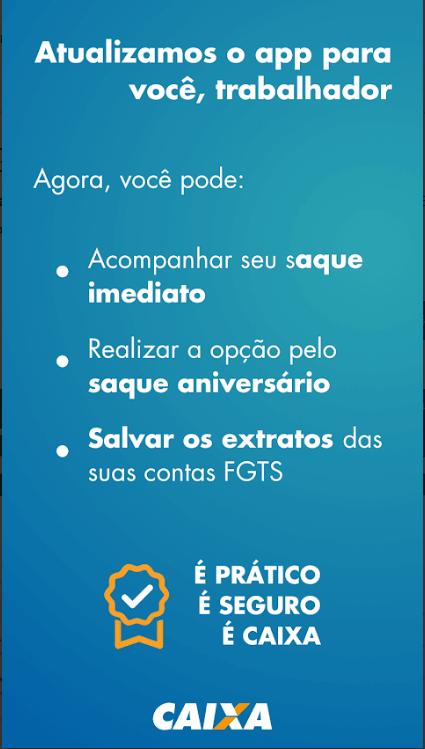 Atualizamos o app para
você, trabalhador
Agora, você pode:
Acompanhar seu saque
imediato
Realizar a opção pelo
saque aniversário
Salvar os extratos das
suas contas FGTS
É PRÁTICO
É SEGURO
É CAIXA
CAIXA